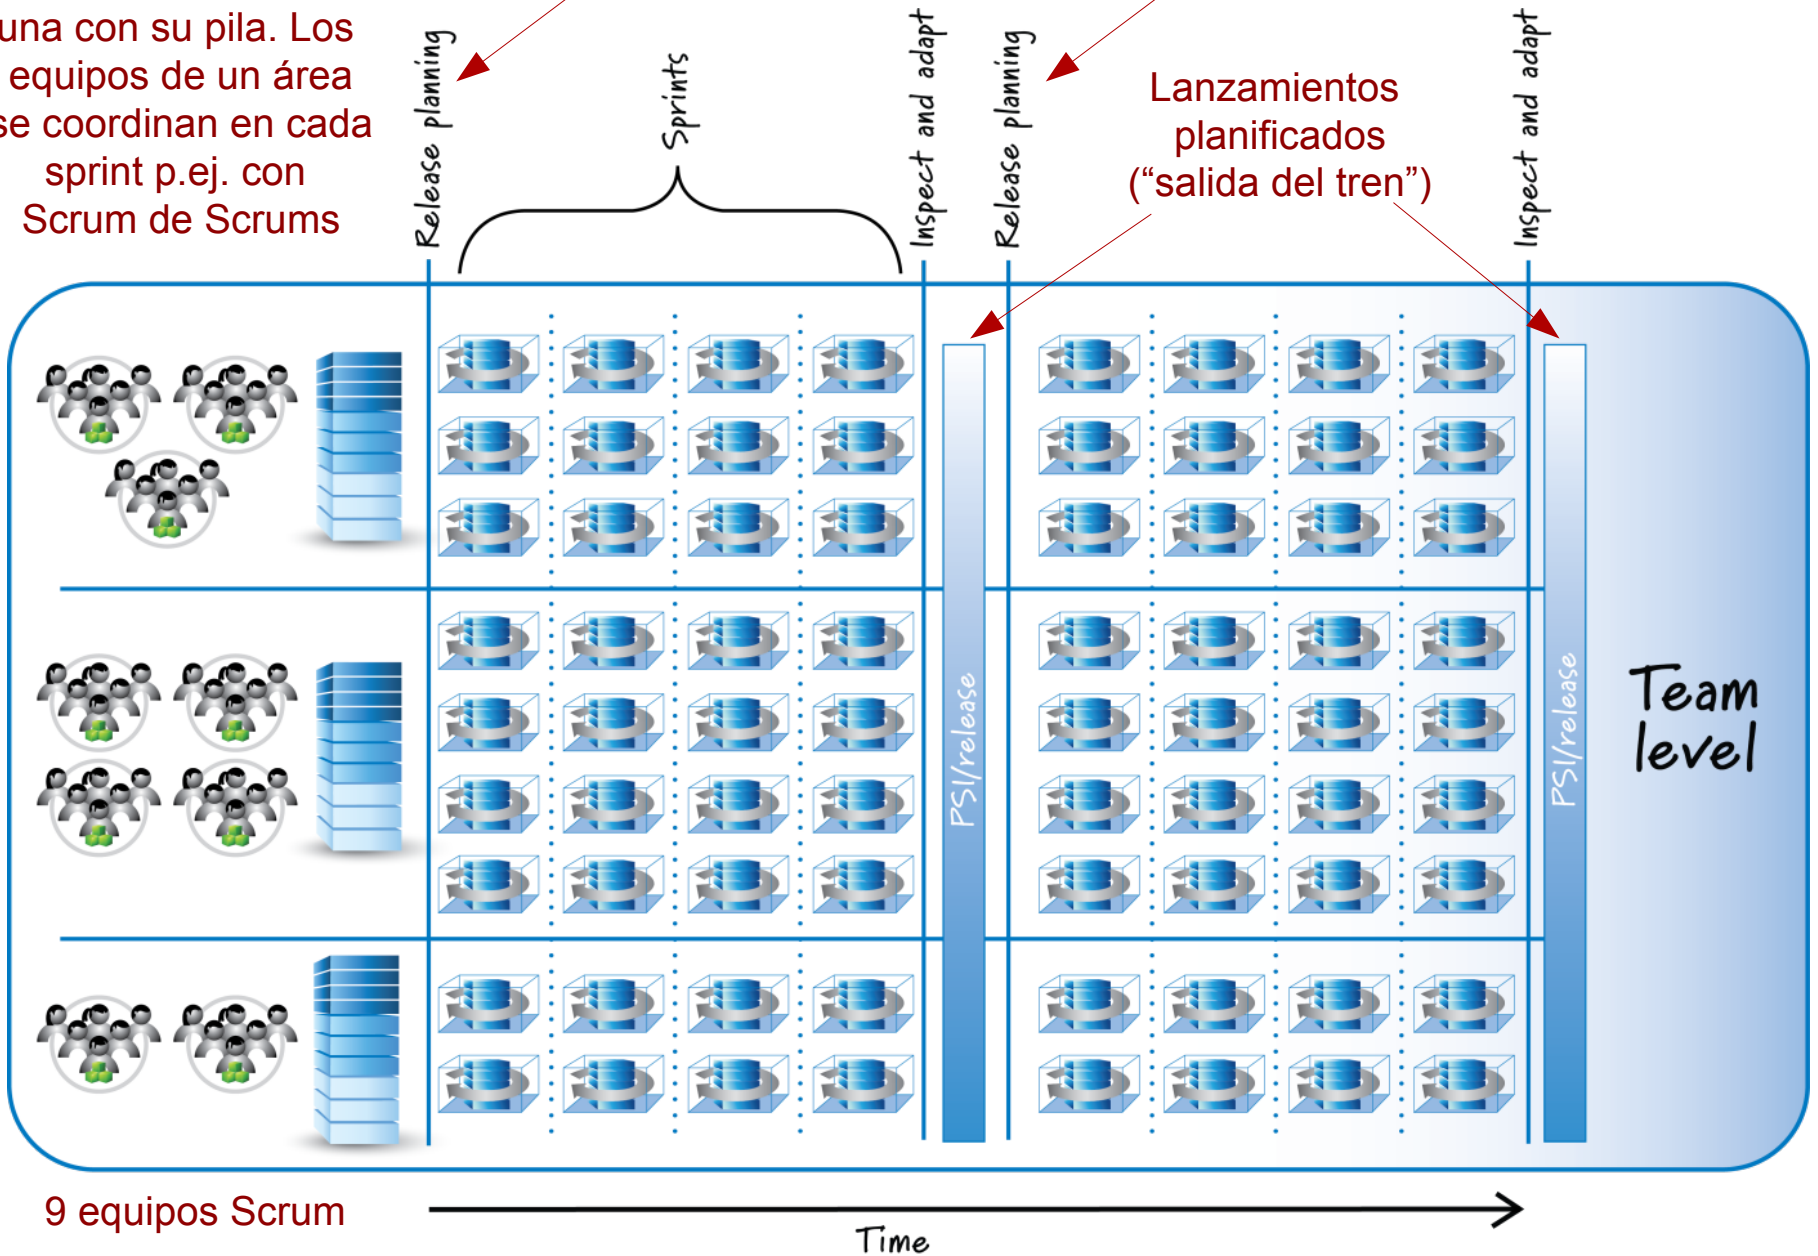 una con su pila. Los
equipos de un área
se coordinan en cada
sprint p.ej. con
Scrum de Scrums
Release planning
Sprints
Inspect and adapt
Release planning
Lanzamientos
planificados
(“salida del tren”)
Inspect and adapt
PSI/release
PSI/release
Team
level
9 equipos Scrum
Time